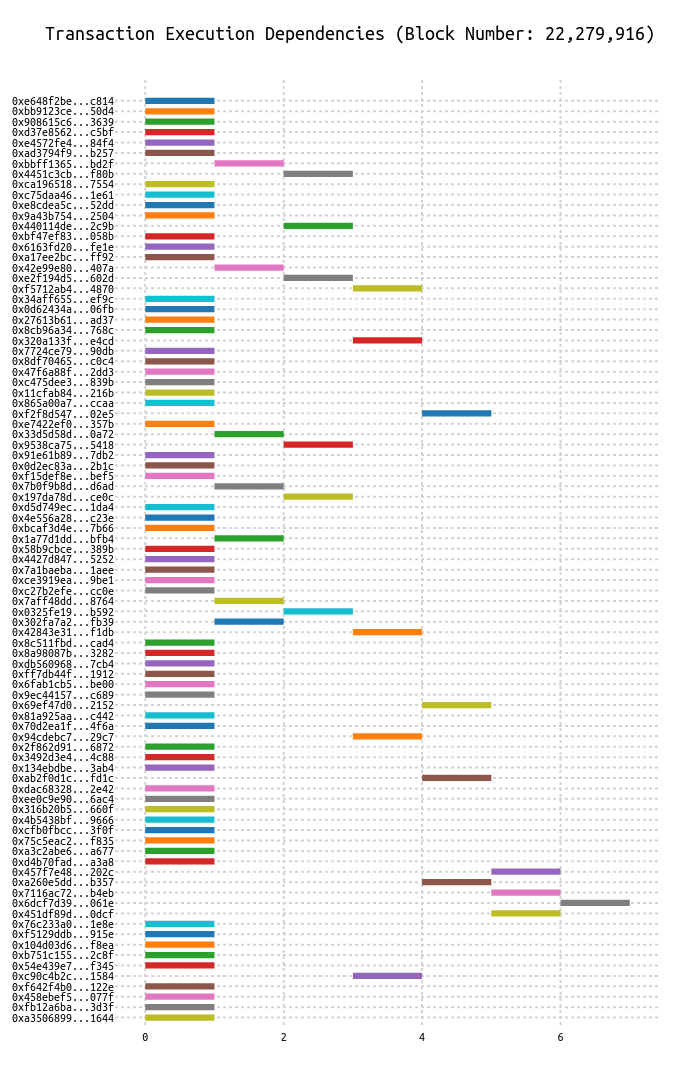 Transaction Execution Dependencies (Block Number: 22,279,916)
0xe648f2be...c814
0xbb9123ce...50d4
0x908615c6...3639
0xd37e8562...c5bf
0xe4572fe4...84f4
0xad3794f9...b257
0xbbff1365...bd2f
0x4451c3cb...f80b
0xca196518...7554
0xc75daa46...1e61
0xe8cdea5c...52dd
0x9a43b754...2504
0x440114de...2c9b
0xbf47ef83...058b
0x6163fd20...fe1e
0xa17ee2bc...ff92
0x42e99e80...407a
0xe2f194d5...602d
0xf5712ab4...4870
0x34aff655...ef9c
0x0d62434a...06fb
0x27613b61...ad37
0x8cb96a34...768c
0x320a133f...e4cd
0x7724ce79...90db
0x8df70465...c0c4
0x47f6a88f...2dd3
0xc475dee3...839b
0x11cfab84...216b
0x865a00a7...ccaa
0xf2f8d547...02e5
0xe7422ef0...357b
0x33d5d58d...0a72
0x9538ca75...5418
0x91e61b89...7db2
0x0d2ec83a...2b1c
0xf15def8e...bef5
0x7b0f9b8d...d6ad
0x197da78d...ce0c
0xd5d749ec...1da4
0x4e556a28...c23e
0xbcaf3d4e...7b66
0x1a77d1dd...bfb4
0x58b9cbce...389b
0x4427d847...5252
0x7a1baeba...1aee
0xce3919ea...9be1
0xc27b2efe...cc0e
0x7aff48dd...8764
0x0325fe19...b592
0x302fa7a2...fb39
0x42843e31...f1db
0x8c511fbd...cad4
0x8a98087b...3282
0xdb560968...7cb4
0xff7db44f...1912
0x6fab1cb5...be00
0x9ec44157...c689
0x69ef47d0...2152
0x81a925aa...c442
0x70d2ea1f...4f6a
0x94cdebc7...29c7
0x2f862d91...6872
0x3492d3e4...4c88
0x134ebdbe...3ab4
0xab2f0d1c...fd1c
0xdac68328...2e42
0xee0c9e90...6ac4
0x316b20b5...660f
0x4b5438bf...9666
0xcfb0fbcc...3f0f
0x75c5eac2...f835
0xa3c2abe6...a677
0xd4b70fad...a3a8
0x457f7e48...202c
0xa260e5dd...b357
0x7116ac72...b4eb
0x6dcf7d39...061e
0x451df89d...0dcf
0x76c233a0...1e8e
0xf5129ddb...915e
0x104d03d6...f8ea
0xb751c155...2c8f
0x54e439e7...f345
0xc90c4b2c...1584
0xf642f4b0...122e
0x458ebef5...077f
0xfb12a6ba...3d3f
0xa3506899...1644
0 2 4 6